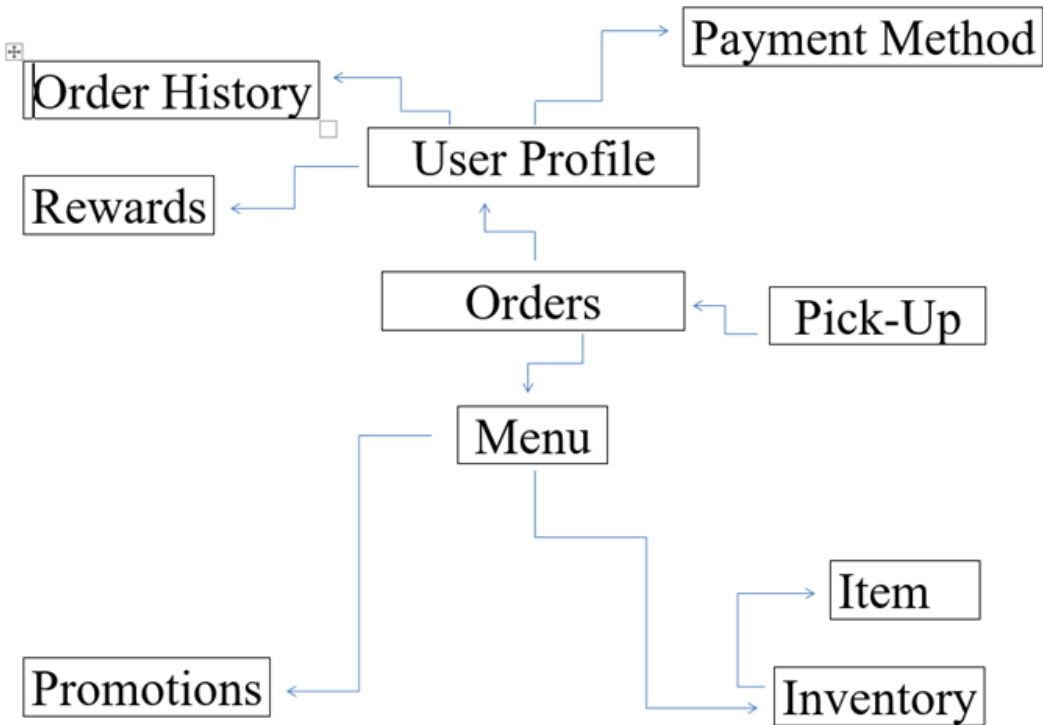 Payment Method
Order History
User Profile
Rewards
Orders
Pick-Up
Menu
Item
Promotions
Inventory